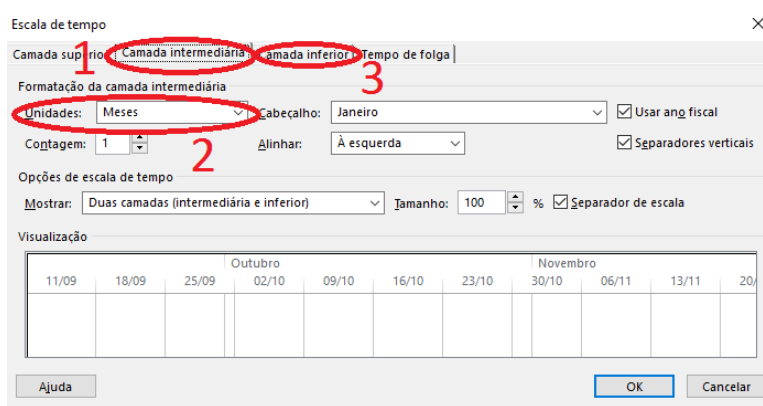 Escala de tempo
Camada superior Camada intermediária Camada inferior Tempo de folga
1
3
Formatação da camada intermediária
Unidades: Meses Cabeçalho: Janeiro Usar ano fiscal
2
Contagem: 1 Alinhar: À esquerda Separadores verticais
Opções de escala de tempo
Mostrar: Duas camadas (intermediária e inferior) Tamanho: 100 % Separador de escala
Visualização
Outubro Novembro
11/09 18/09 25/09 02/10 09/10 16/10 23/10 30/10 06/11 13/11 20/
Ajuda OK Cancelar